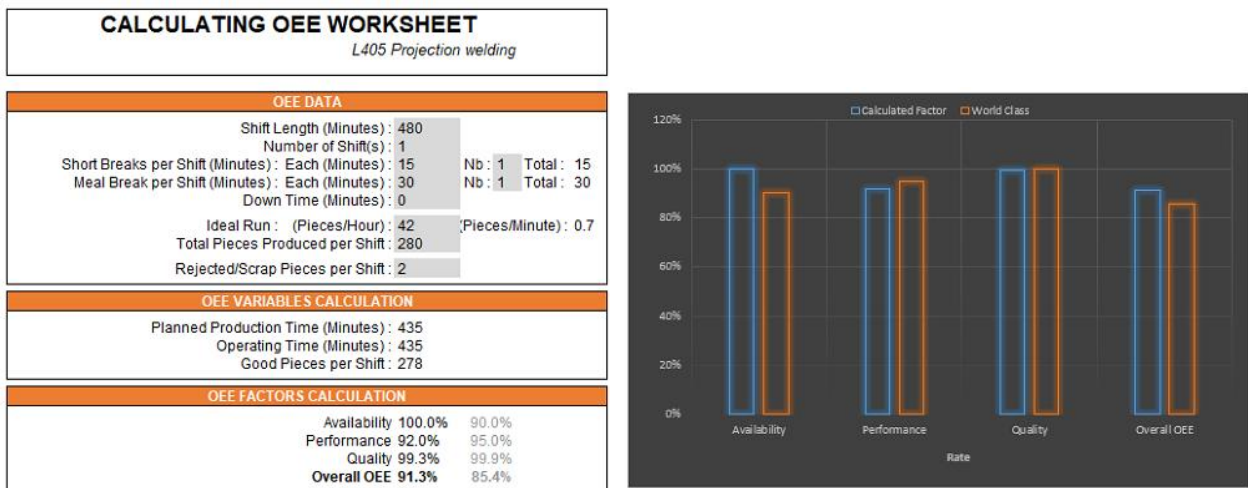 CALCULATING OEE WORKSHEET
L405 Projection welding
OEE DATA
Shift Length (Minutes) : 480
Number of Shift(s) : 1
Short Breaks per Shift (Minutes) : Each (Minutes) : 15 Nb : 1 Total : 15
Meal Break per Shift (Minutes) : Each (Minutes) : 30 Nb : 1 Total : 30
Down Time (Minutes) : 0
Ideal Run : (Pieces/Hour) : 42 (Pieces/Minute) : 0.7
Total Pieces Produced per Shift : 280
Rejected/Scrap Pieces per Shift : 2
OEE VARIABLES CALCULATION
Planned Production Time (Minutes) : 435
Operating Time (Minutes) : 435
Good Pieces per Shift : 278
OEE FACTORS CALCULATION
Availability 100.0% 90.0%
Performance 92.0% 95.0%
Quality 99.3% 99.9%
Overall OEE 91.3% 85.4%
Calculated Factor World Class
120%
100%
80%
60%
40%
20%
0%
Availability Performance Quality Overall OEE
Rate